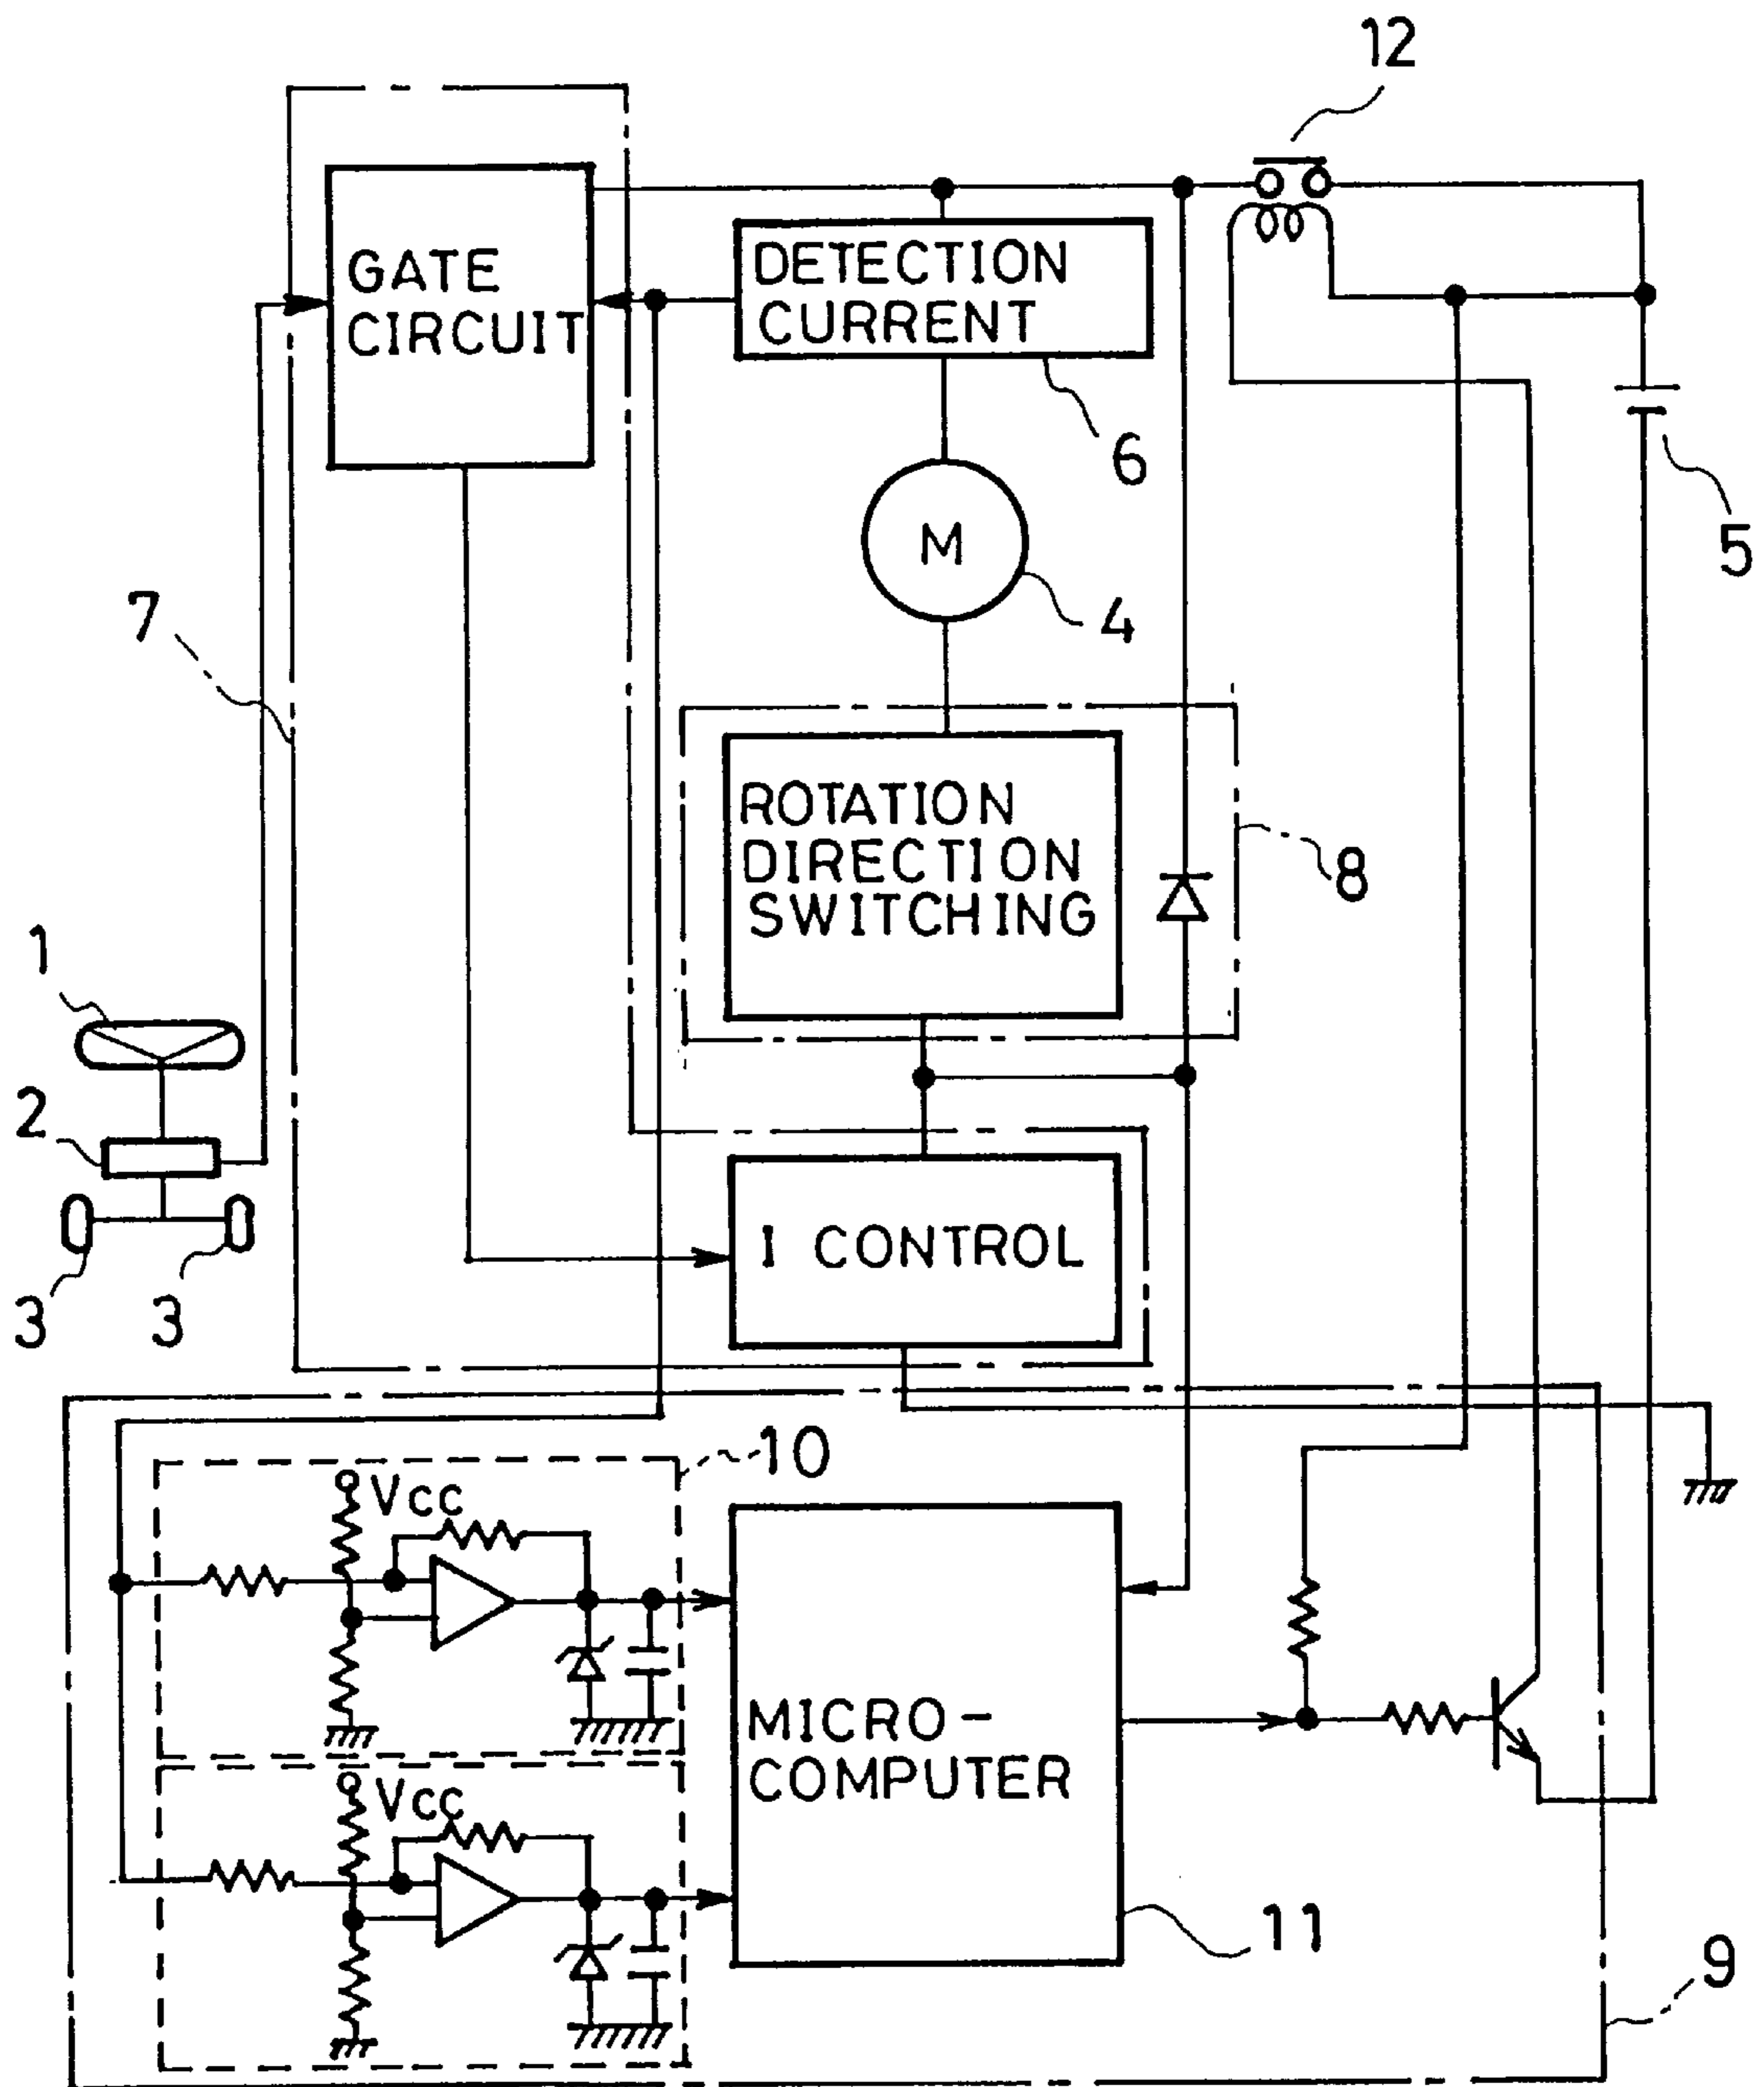 12
GATE
CIRCUIT
DETECTION
CURRENT
6
5
M
4
7
ROTATION
DIRECTION
SWITCHING
8
1
2
3
3
I CONTROL
10
Vcc
MICRO-
COMPUTER
Vcc
11
9